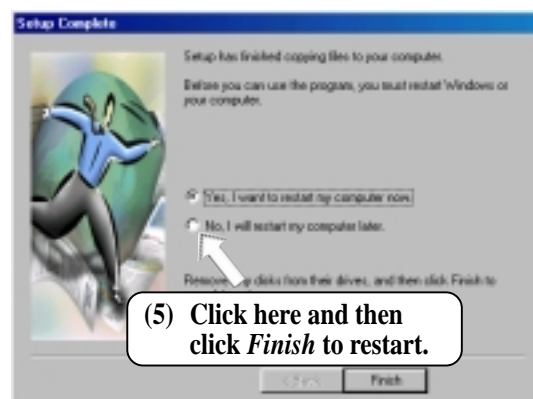 Setup Complete
Setup has finished copying files to your computer.
Before you can use the program, you must restart Windows or
your computer.
Yes, I want to restart my computer now.
No, I will restart my computer later.
disks from their drives, and then click Finish to
(5) Click here and then
click Finish to restart.
< Back
Finish